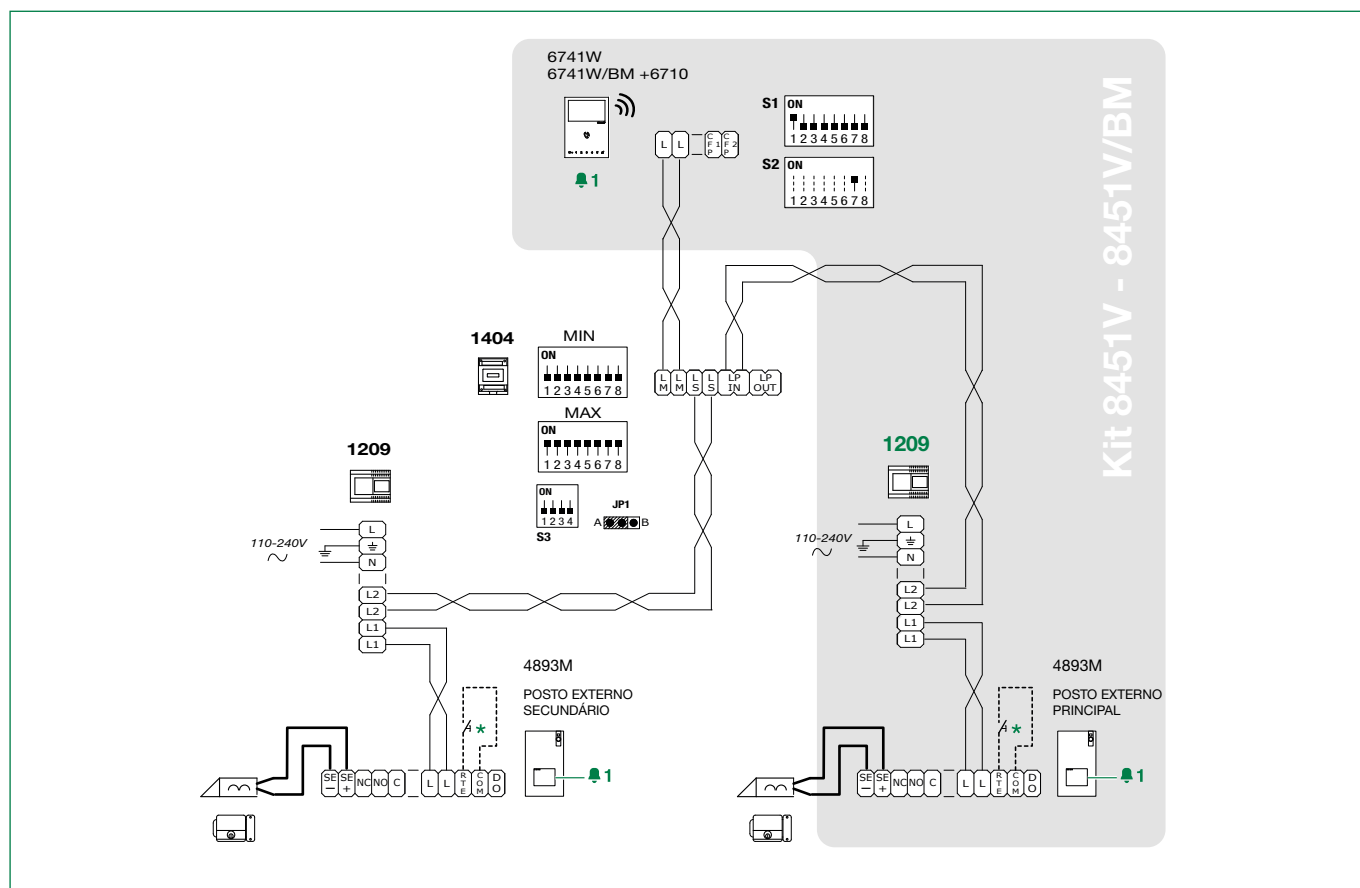 6741W
6741W/BM +6710
1
L L CFP1 CFP2
S1 ON
1 2 3 4 5 6 7 8
S2 ON
1 2 3 4 5 6 7 8
Kit 8451V - 8451V/BM
1404
MIN
ON
1 2 3 4 5 6 7 8
MAX
ON
1 2 3 4 5 6 7 8
ON
1 2 3 4
S3
JP1
A B
LM LM LS LS LP IN LP OUT
1209
110-240V
L
N
L2
L2
L1
L1
4893M
POSTO EXTERNO
SECUNDÁRIO
*
SE - SE + NC NO C L L RTE COM DO
1
1209
110-240V
L
N
L2
L2
L1
L1
4893M
POSTO EXTERNO
PRINCIPAL
*
SE - SE + NC NO C L L RTE COM DO
1